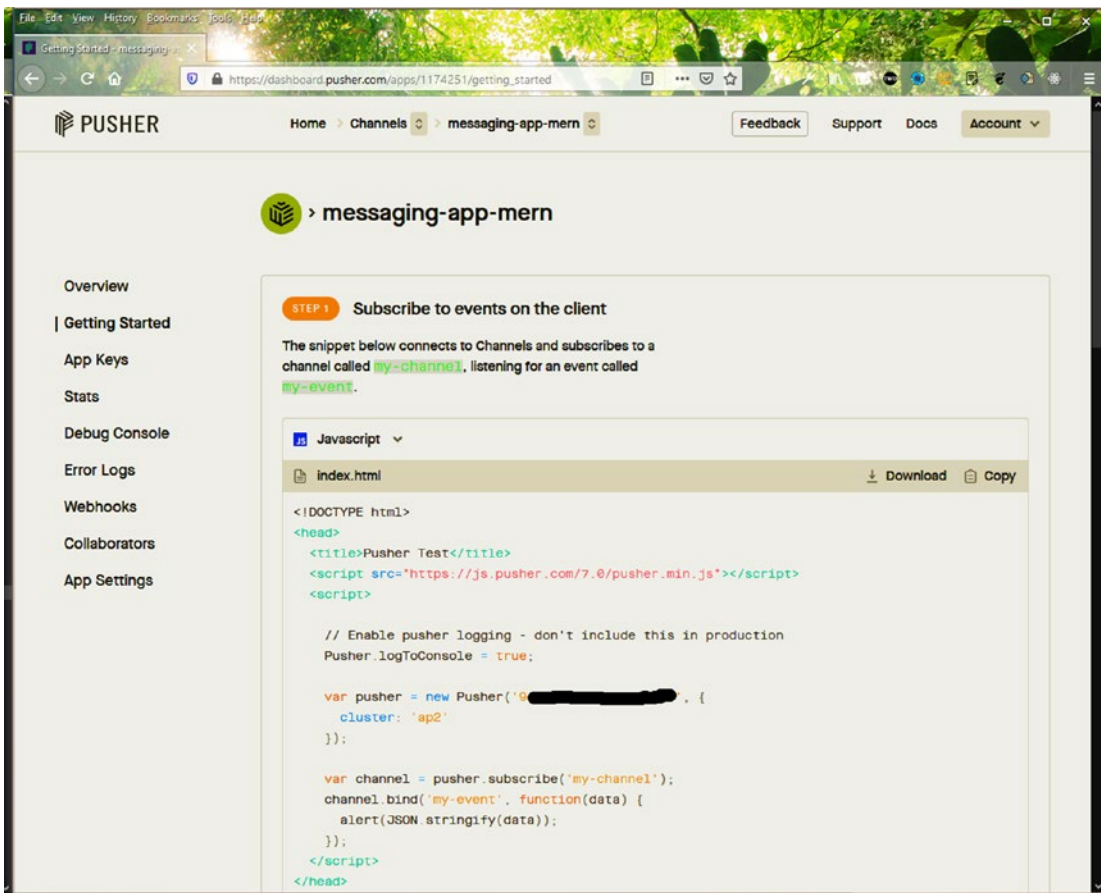 File Edit View History Bookmarks Tools Help
Getting Started - messaging-
https://dashboard.pusher.com/apps/1174251/getting_started
PUSHER
Home > Channels > messaging-app-mern
Feedback
Support
Docs
Account
> messaging-app-mern
Overview
Getting Started
App Keys
Stats
Debug Console
Error Logs
Webhooks
Collaborators
App Settings
STEP 1 Subscribe to events on the client
The snippet below connects to Channels and subscribes to a
channel called my-channel, listening for an event called
my-event.
JS Javascript
index.html
Download
Copy
<!DOCTYPE html>
<head>
<title>Pusher Test</title>
<script src="https://js.pusher.com/7.0/pusher.min.js"></script>
<script>
// Enable pusher logging - don't include this in production
Pusher.logToConsole = true;
var pusher = new Pusher('9 ', {
cluster: 'ap2'
});
var channel = pusher.subscribe('my-channel');
channel.bind('my-event', function(data) {
alert(JSON.stringify(data));
});
</script>
</head>